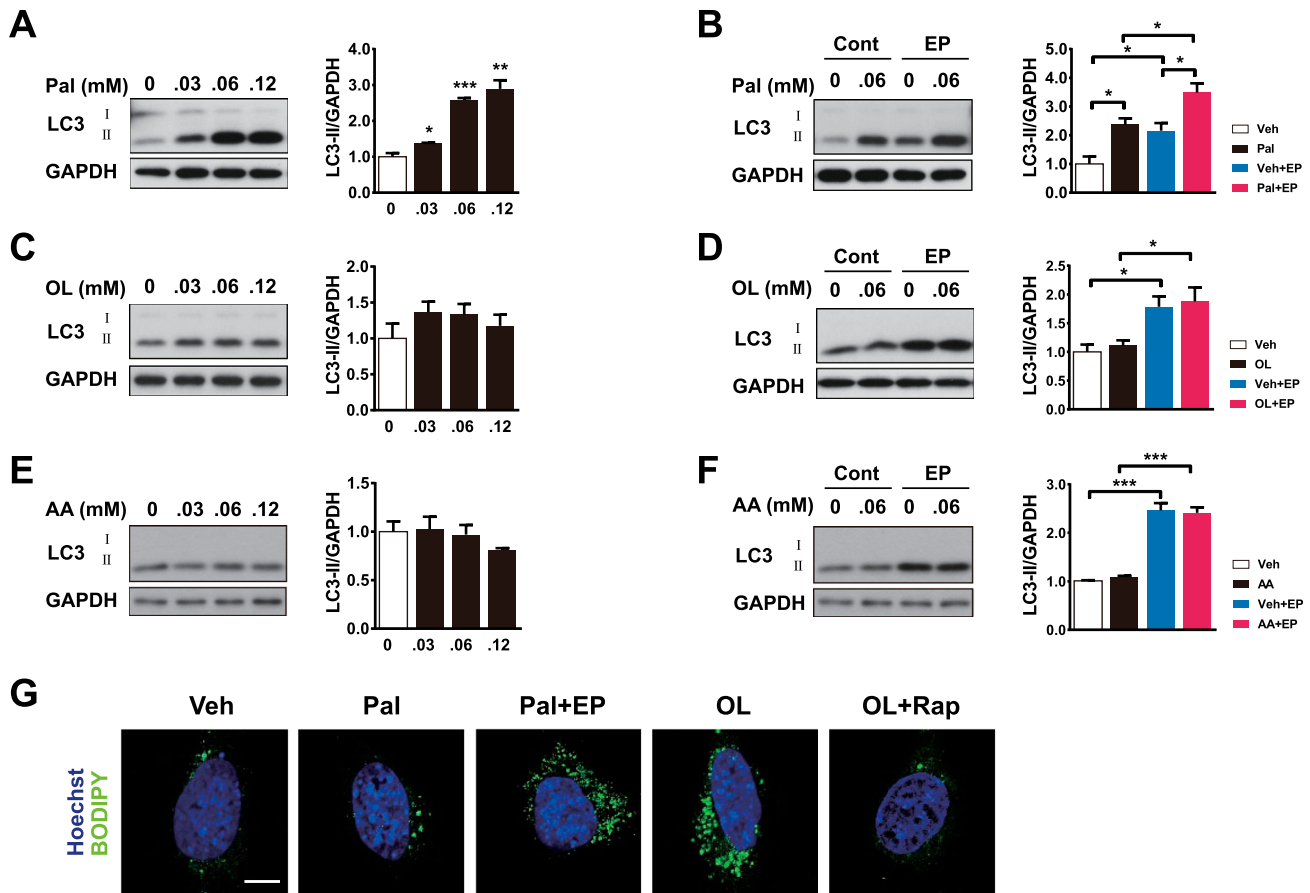 A
Pal (mM) 0 .03 .06 .12
LC3 I
II
GAPDH
LC3-II/GAPDH
4.0
3.0
2.0
1.0
0.0
* *** **
0 .03 .06 .12
B
Cont EP
Pal (mM) 0 .06 0 .06
LC3 I
II
GAPDH
LC3-II/GAPDH
5.0
4.0
3.0
2.0
1.0
0.0
*
*
*
*
Veh
Pal
Veh+EP
Pal+EP
C
OL (mM) 0 .03 .06 .12
LC3 I
II
GAPDH
LC3-II/GAPDH
2.0
1.5
1.0
0.5
0.0
0 .03 .06 .12
D
Cont EP
OL (mM) 0 .06 0 .06
LC3 I
II
GAPDH
LC3-II/GAPDH
2.5
2.0
1.5
1.0
0.5
0.0
*
*
Veh
OL
Veh+EP
OL+EP
E
AA (mM) 0 .03 .06 .12
LC3 I
II
GAPDH
LC3-II/GAPDH
1.5
1.0
0.5
0.0
0 .03 .06 .12
F
Cont EP
AA (mM) 0 .06 0 .06
LC3 I
II
GAPDH
LC3-II/GAPDH
3.0
2.0
1.0
0.0
***
***
Veh
AA
Veh+EP
AA+EP
G
Veh Pal Pal+EP OL OL+Rap
Hoechst
BODIPY